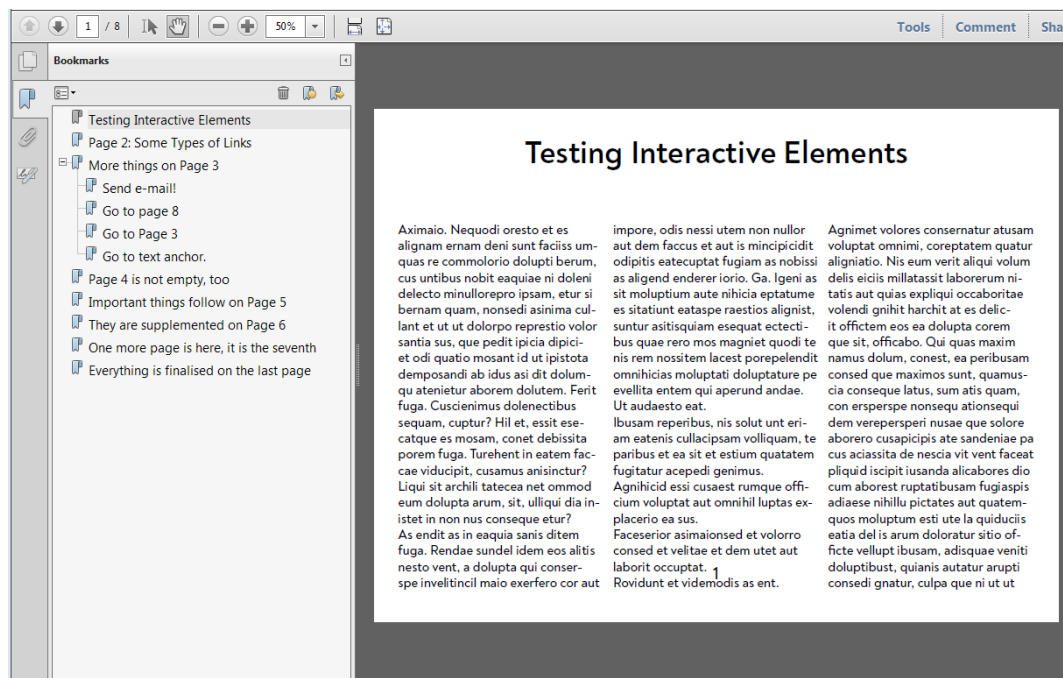 1 / 8 50% Tools Comment Sha
Bookmarks
Testing Interactive Elements
Page 2: Some Types of Links
More things on Page 3
Send e-mail!
Go to page 8
Go to Page 3
Go to text anchor.
Page 4 is not empty, too
Important things follow on Page 5
They are supplemented on Page 6
One more page is here, it is the seventh
Everything is finalised on the last page
Testing Interactive Elements
Aximaio. Nequodi oresto et es
alignam ernam deni sunt faciiss um-
quas re commolorio dolupti berum,
cus untibus nobit eaquiae ni doleni
delecto minullorepro ipsam, etur si
bernam quam, nonsedi asinima cul-
lant et ut ut dolorpo represtio volor
santia sus, que pedit ipicia dipici-
et odi quatio mosant id ut ipistota
demposandi ab idus asi dit dolum-
qu atenietur aborem dolutem. Ferit
fuga. Cuscienimus dolenectibus
sequam, cuptur? Hil et, essit ese-
catque es mosam, conet debissita
porem fuga. Turehent in eatem fac-
cae viducipit, cusamus anisinctur?
Liqui sit archili tatecea net ommod
eum dolupta arum, sit, ulliqui dia in-
istet in non nus conseque etur?
As endit as in eaquia sanis ditem
fuga. Rendae sundel idem eos alitis
nesto vent, a dolupta qui conser-
spe invelitincil maio exerfero cor aut
impore, odis nessi utem non nullor
aut dem faccus et aut is mincipicidit
odipitis eatecuptat fugiam as nobissi
as aligend enderer iorio. Ga. Igeni as
sit moluptium aute nihicia eptatume
es sitatiunt eataspe raestios alignist,
suntur asitisquiam esequat ectecti-
bus quae rero mos magniet quodi te
nis rem nossitem lacest porepelendit
omnihicias moluptati doluptature pe
evellita entem qui aperund andae.
Ut audaesto eat.
Ibusam reperibus, nis solut unt eri-
am eatenis cullacipsam volliquam, te
paribus et ea sit et estium quatatem
fugitatur acepedi genimus.
Agnihicid essi cusaest rumque offi-
cium voluptat aut omnihil luptas ex-
placerio ea sus.
Faceserior asimaionsed et volorro
consed et velitae et dem utet aut
laborit occuptat.
Rovidunt et videmodis as ent.
Agnimet volores consernatur atusam
voluptat omnimi, coreptatem quatur
aligniatio. Nis eum verit aliqui volum
delis eiciis millatassit laborerum ni-
tatis aut quias expliqui occaboritae
volendi gnihit harchit at es delic-
it offictem eos ea dolupta corem
que sit, officabo. Qui quas maxim
namus dolum, conest, ea peribusam
consed que maximos sunt, quamus-
cia conseque latus, sum atis quam,
con ersperspe nonsequ ationsequi
dem verepersperi nusae que solore
aborero cusapicipis ate sandeniae pa
cus aciassita de nescia vit vent faceat
pliquid iscipit iusanda alicabores dio
cum aborest ruptatibusam fugiaspis
adiaese nihillu pictates aut quatem-
quos moluptum esti ute la quiduciis
eatia del is arum doloratur sitio of-
ficte vellupt ibusam, adisquae veniti
doluptibust, quianis autatur arupti
consedi gnatur, culpa que ni ut ut
1